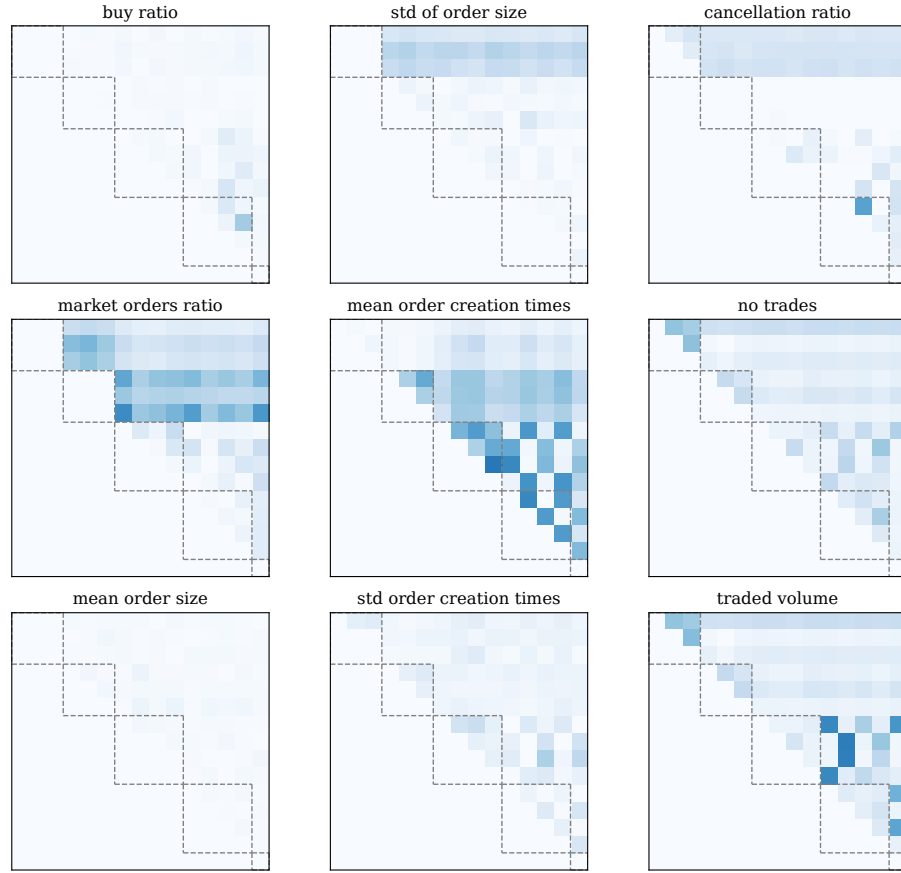 buy ratio
std of order size
cancellation ratio
market orders ratio
mean order creation times
no trades
mean order size
std order creation times
traded volume